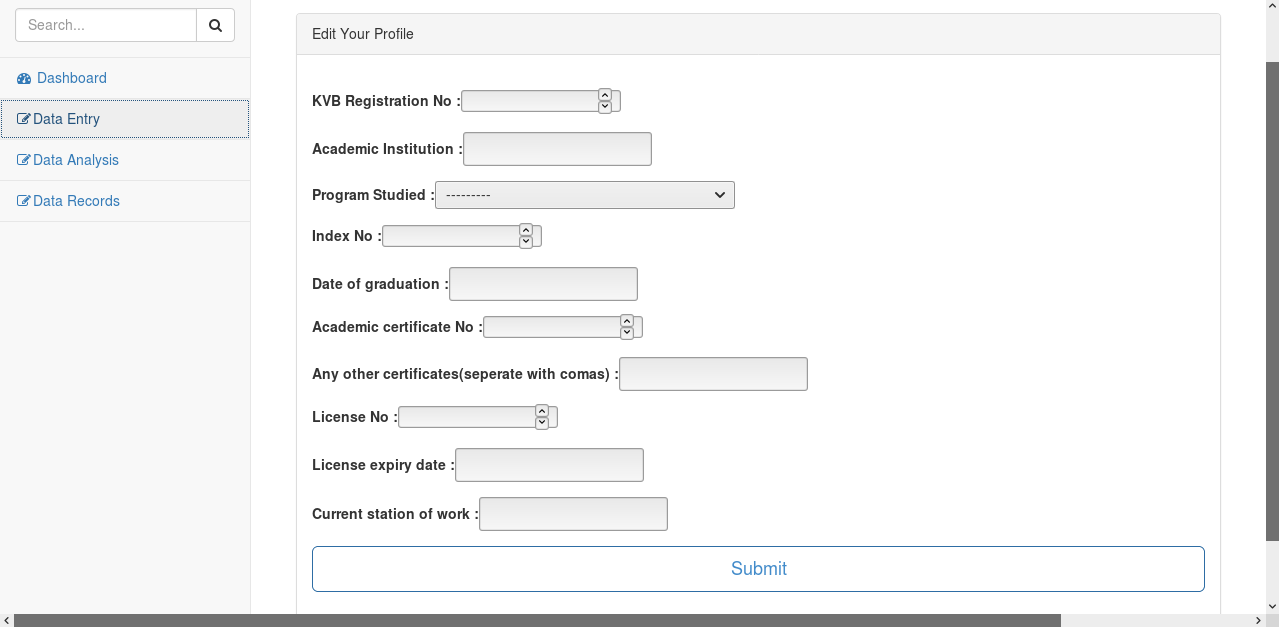 Search...
Dashboard
Data Entry
Data Analysis
Data Records
Edit Your Profile
KVB Registration No :
Academic Institution :
Program Studied : ---------
Index No :
Date of graduation :
Academic certificate No :
Any other certificates(seperate with comas) :
License No :
License expiry date :
Current station of work :
Submit